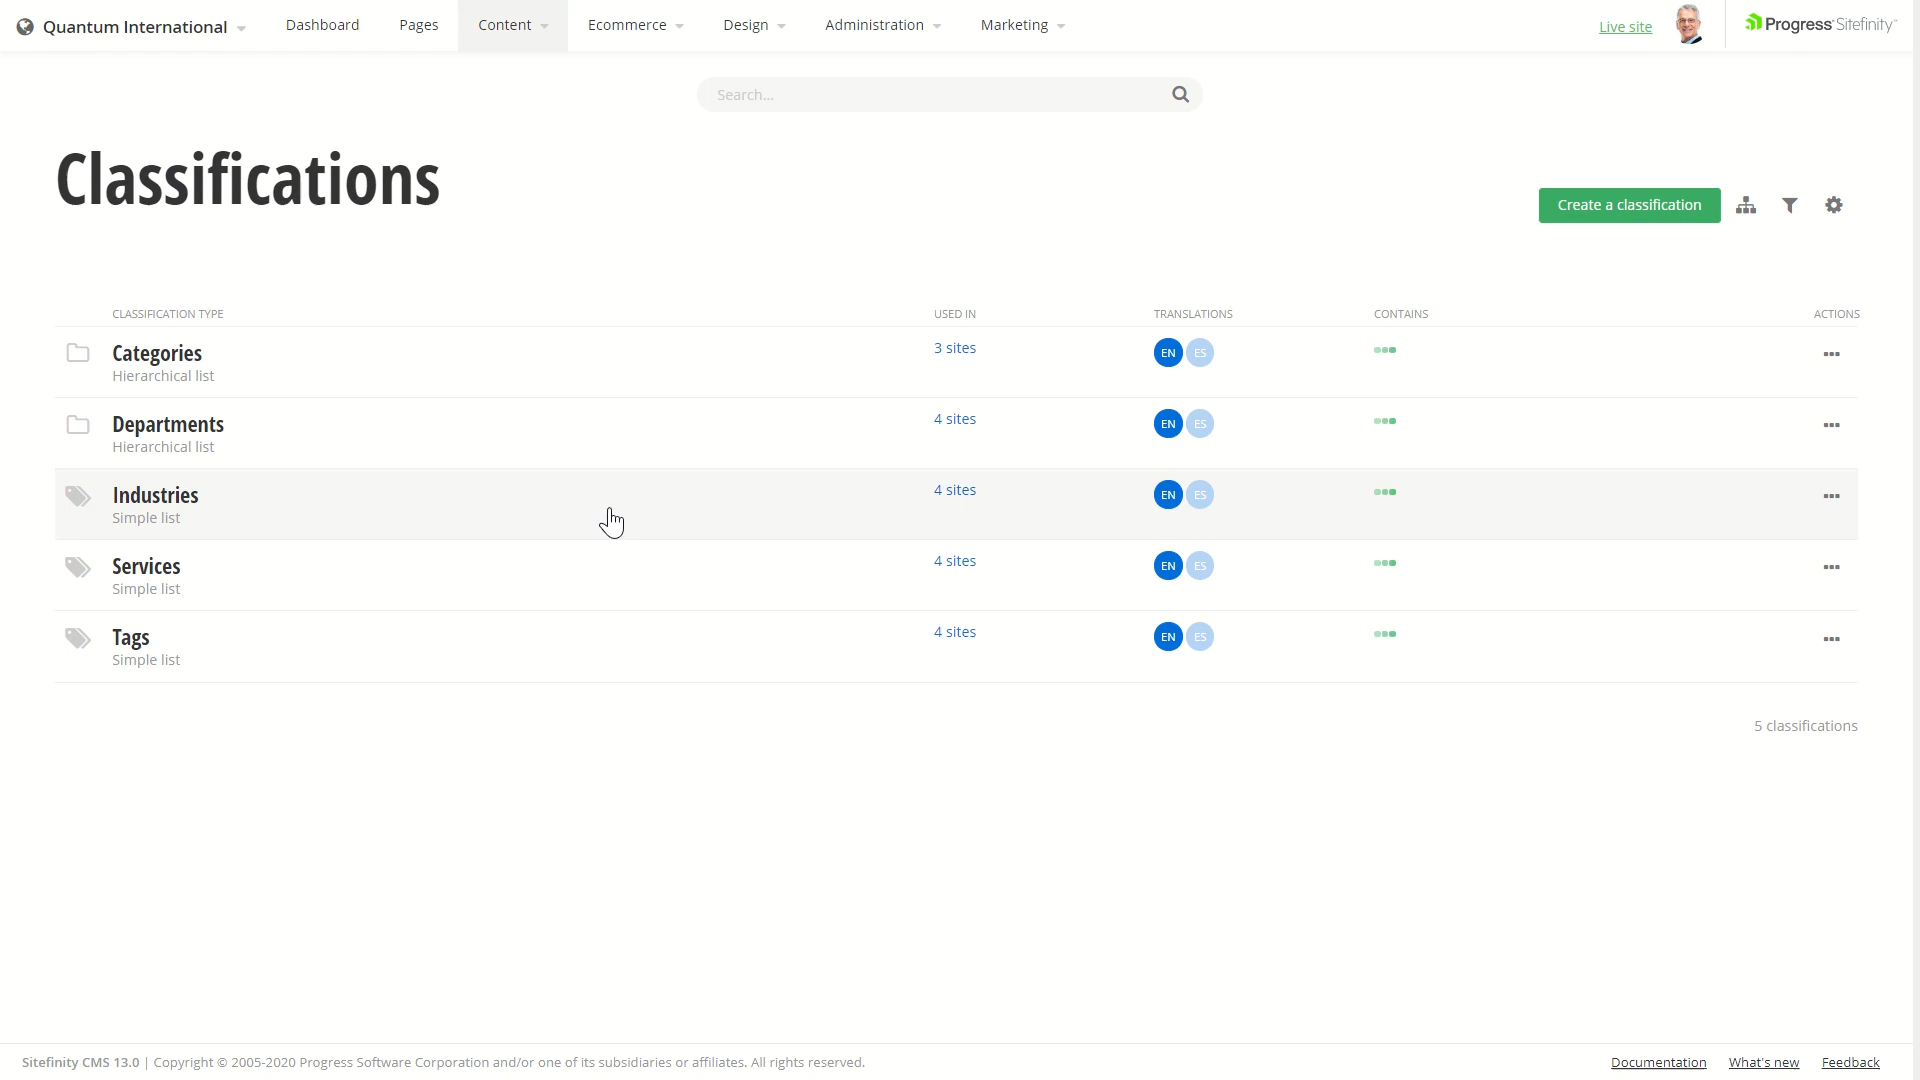 Quantum International Dashboard Pages Content Ecommerce Design Administration Marketing Live site Progress Sitefinity
Search...
Classifications
Create a classification
CLASSIFICATION TYPE USED IN TRANSLATIONS CONTAINS ACTIONS
Categories 3 sites EN ES
Hierarchical list
Departments 4 sites EN ES
Hierarchical list
Industries 4 sites EN ES
Simple list
Services 4 sites EN ES
Simple list
Tags 4 sites EN ES
Simple list
5 classifications
Sitefinity CMS 13.0 | Copyright © 2005-2020 Progress Software Corporation and/or one of its subsidiaries or affiliates. All rights reserved. Documentation What's new Feedback